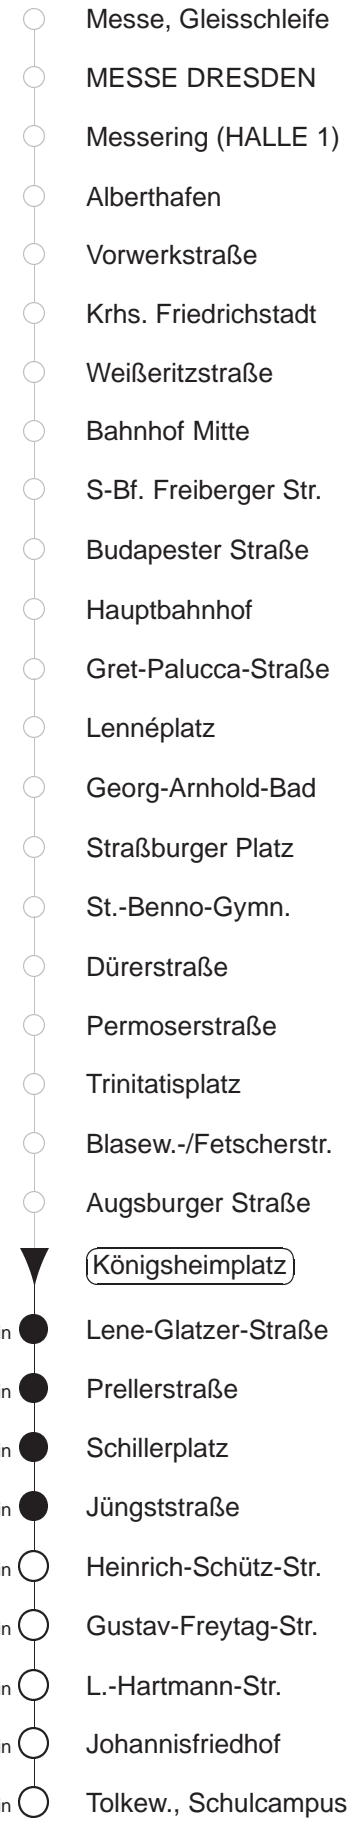 Messe, Gleisschleife
MESSE DRESDEN
Messering (HALLE 1)
Alberthafen
Vorwerkstraße
Krhs. Friedrichstadt
Weißeritzstraße
Bahnhof Mitte
S-Bf. Freiberger Str.
Budapester Straße
Hauptbahnhof
Gret-Palucca-Straße
Lennéplatz
Georg-Arnhold-Bad
Straßburger Platz
St.-Benno-Gymn.
Dürerstraße
Permoserstraße
Trinitatisplatz
Blasew.-/Fetscherstr.
Augsburger Straße
Königsheimplatz
Lene-Glatzer-Straße
Prellerstraße
Schillerplatz
Jüngststraße
Heinrich-Schütz-Str.
Gustav-Freytag-Str.
L.-Hartmann-Str.
Johannisfriedhof
Tolkew., Schulcampus